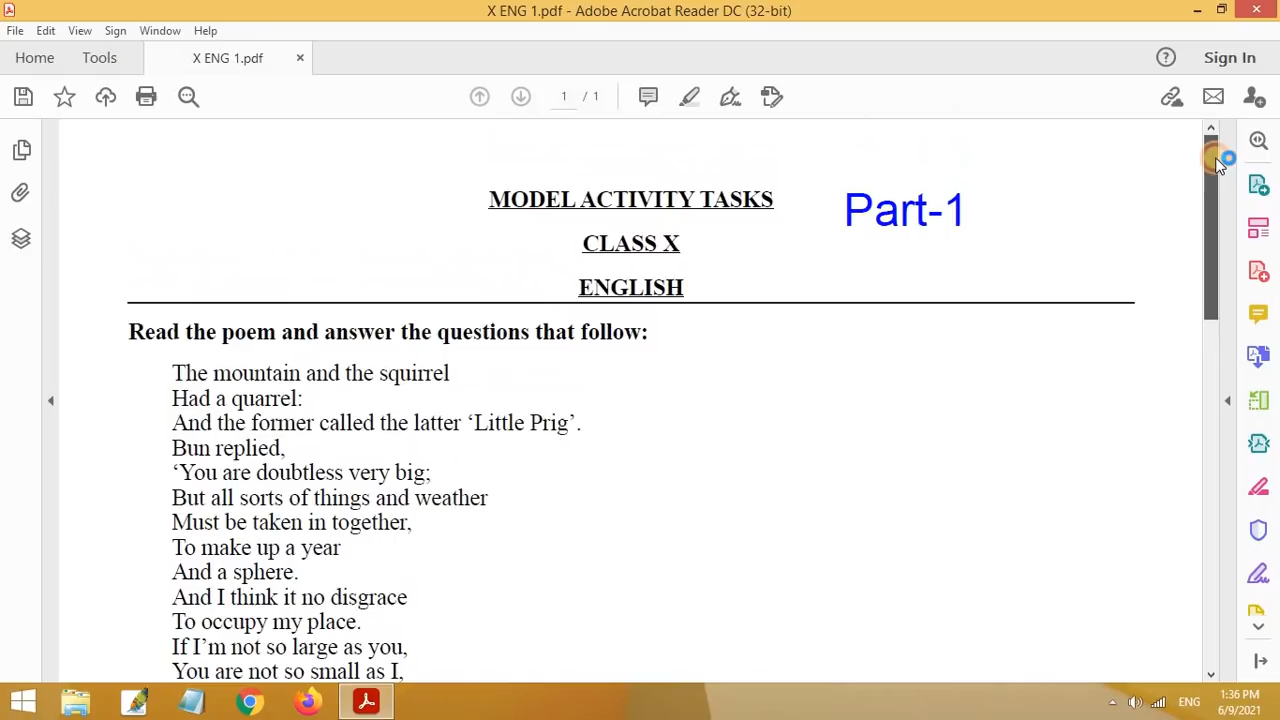 X ENG 1.pdf - Adobe Acrobat Reader DC (32-bit)
File Edit View Sign Window Help
Home Tools X ENG 1.pdf × Sign In
1 / 1
MODEL ACTIVITY TASKS
Part-1
CLASS X
ENGLISH
Read the poem and answer the questions that follow:
The mountain and the squirrel
Had a quarrel:
And the former called the latter ‘Little Prig’.
Bun replied,
‘You are doubtless very big;
But all sorts of things and weather
Must be taken in together,
To make up a year
And a sphere.
And I think it no disgrace
To occupy my place.
If I’m not so large as you,
You are not so small as I,
ENG
1:36 PM
6/9/2021